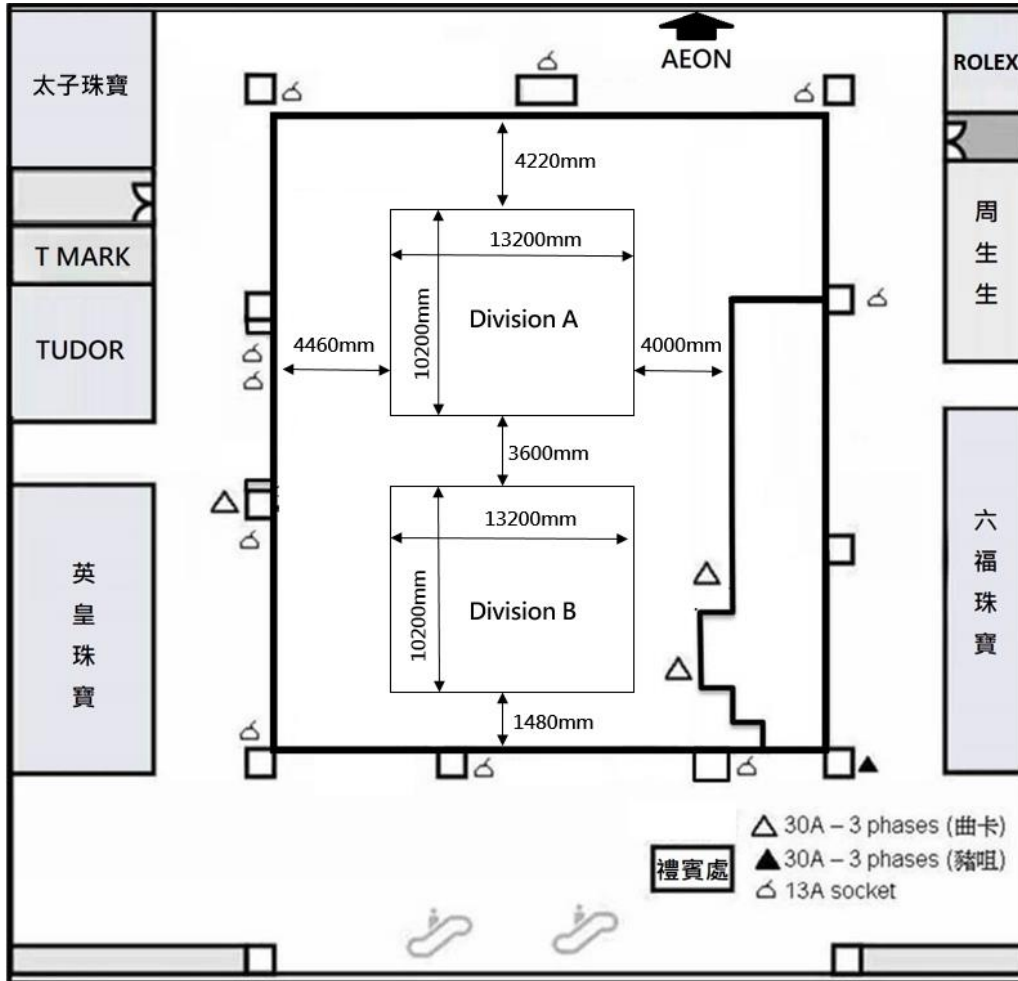 AEON
太子珠寶
ROLEX
4220mm
13200mm
周生生
T MARK
Division A
TUDOR
4460mm
10200mm
4000mm
3600mm
13200mm
六福珠寶
英皇珠寶
Division B
10200mm
1480mm
30A – 3 phases (曲卡)
禮賓處
30A – 3 phases (豬咀)
13A socket